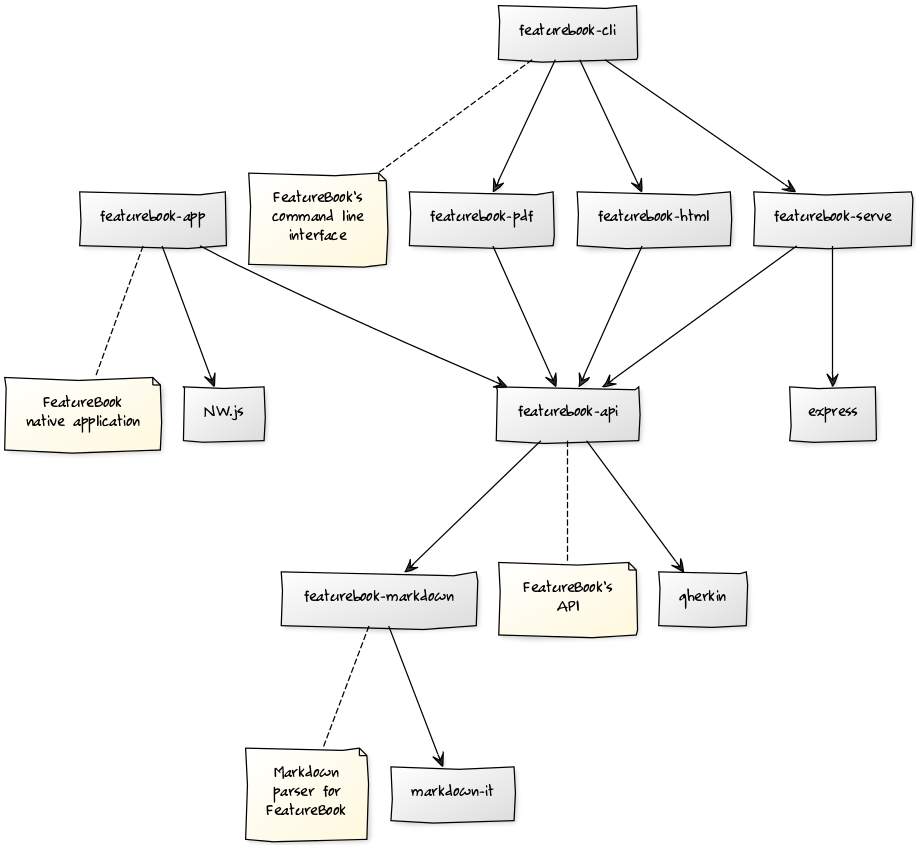 featurebook-cli
FeatureBook's
command line
interface
featurebook-app
featurebook-pdf
featurebook-html
featurebook-serve
FeatureBook
native application
NW.js
featurebook-api
express
featurebook-markdown
FeatureBook's
API
gherkin
Markdown
parser for
FeatureBook
markdown-it